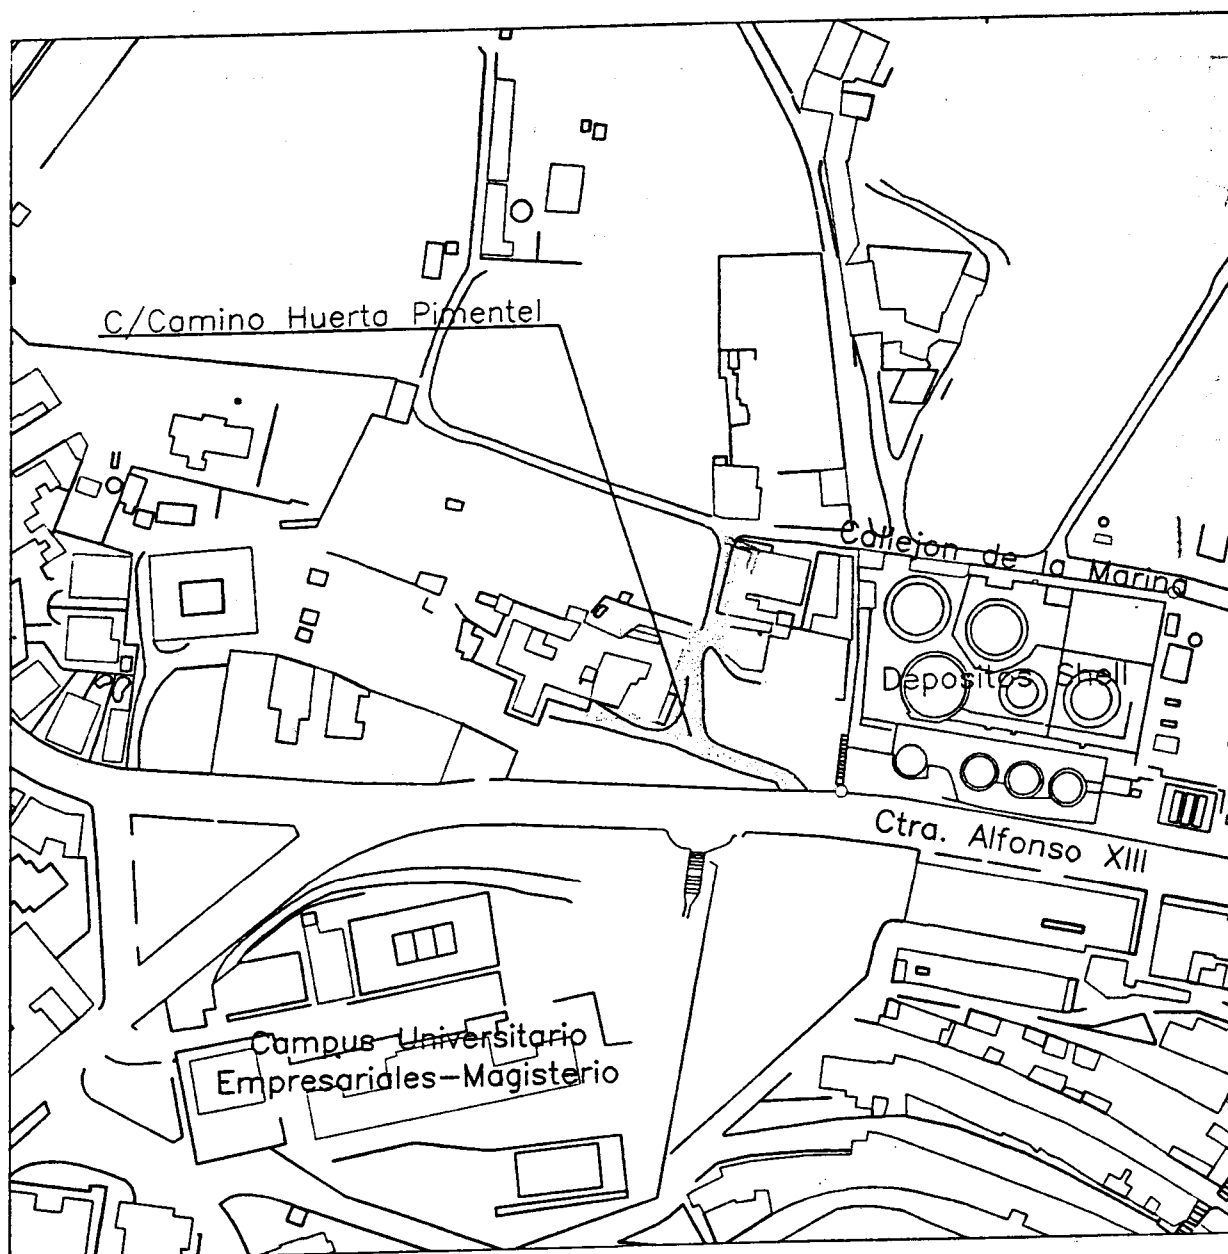 C/Camino Huerta Pimentel
Callejon de la Marina
Depositos Shell
Ctra. Alfonso XIII
Campus Universitario
Empresariales-Magisterio